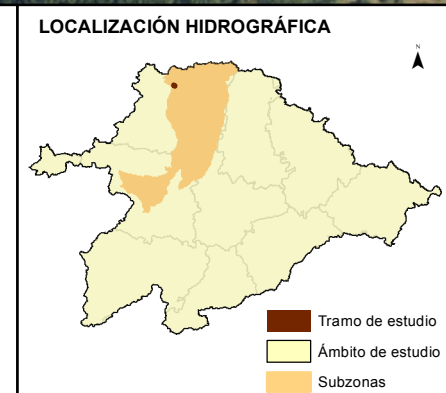 LOCALIZACIÓN HIDROGRÁFICA
N
Tramo de estudio
Ámbito de estudio
Subzonas